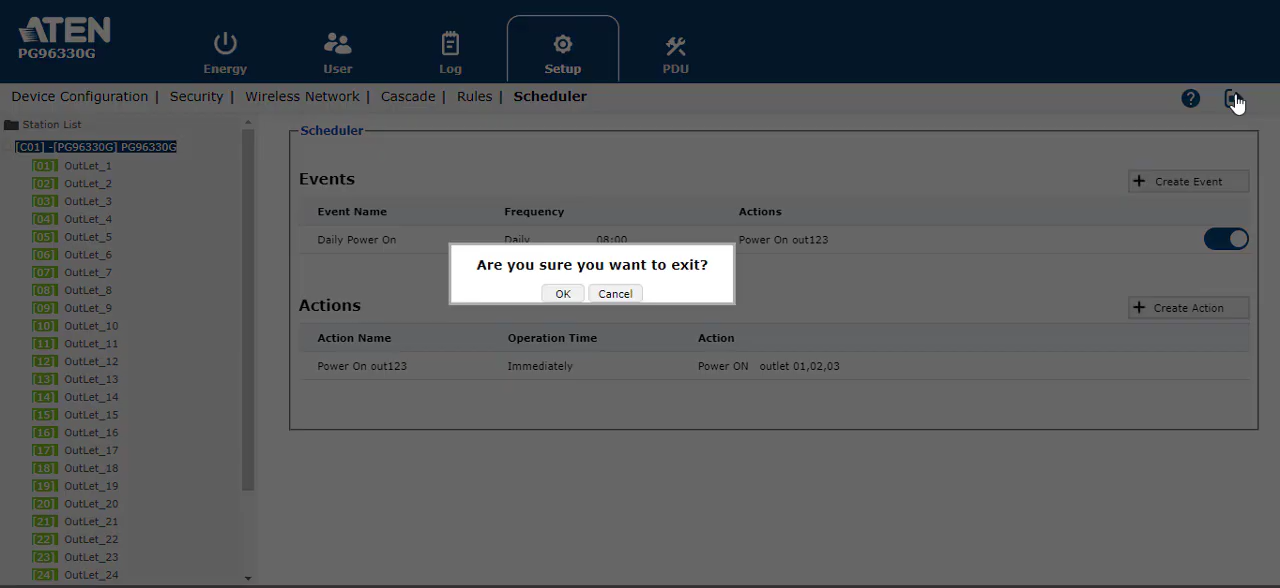 ATEN
PG96330G
Energy
User
Log
Setup
PDU
Device Configuration | Security | Wireless Network | Cascade | Rules | Scheduler
?
Station List
[C01] -[PG96330G] PG96330G
[01] OutLet_1
[02] OutLet_2
[03] OutLet_3
[04] OutLet_4
[05] OutLet_5
[06] OutLet_6
[07] OutLet_7
[08] OutLet_8
[09] OutLet_9
[10] OutLet_10
[11] OutLet_11
[12] OutLet_12
[13] OutLet_13
[14] OutLet_14
[15] OutLet_15
[16] OutLet_16
[17] OutLet_17
[18] OutLet_18
[19] OutLet_19
[20] OutLet_20
[21] OutLet_21
[22] OutLet_22
[23] OutLet_23
[24] OutLet_24
Scheduler
Events
+ Create Event
Event Name Frequency Actions
Daily Power On Daily 08:00 Power On out123
Are you sure you want to exit?
OK Cancel
Actions
+ Create Action
Action Name Operation Time Action
Power On out123 Immediately Power ON outlet 01,02,03